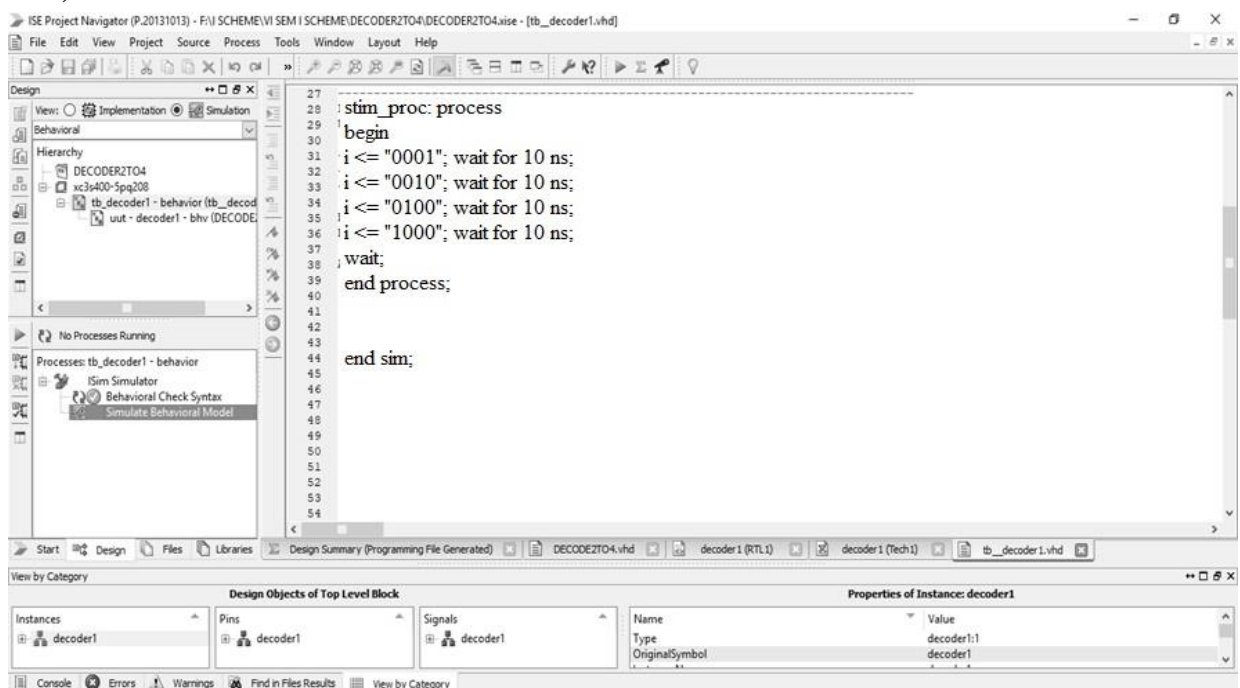 ISE Project Navigator (P.20131013) - F:\I SCHEME\VI SEM I SCHEME\DECODER2TO4\DECODER2TO4.xise - [tb__decoder1.vhd]
File Edit View Project Source Process Tools Window Layout Help
Design
View: Implementation Simulation
Behavioral
Hierarchy
DECODER2TO4
xc3s400-5pq208
tb_decoder1 - behavior (tb__decod
uut - decoder1 - bhv (DECODE
No Processes Running
Processes: tb_decoder1 - behavior
ISim Simulator
Behavioral Check Syntax
Simulate Behavioral Model
27
28 stim_proc: process
29 begin
30
31 i <= "0001"; wait for 10 ns;
32
33 i <= "0010"; wait for 10 ns;
34 i <= "0100"; wait for 10 ns;
35
36 i <= "1000"; wait for 10 ns;
37
38 wait;
39 end process;
40
41
42
43
44 end sim;
45
46
47
48
49
50
51
52
53
54
Start Design Files Libraries
Design Summary (Programming File Generated) DECODE2TO4.vhd decoder1 (RTL1) decoder1 (Tech1) tb__decoder1.vhd
View by Category
Design Objects of Top Level Block Properties of Instance: decoder1
Instances Pins Signals Name Value
decoder1 decoder1 decoder1 Type decoder1:1
OriginalSymbol decoder1
Console Errors Warnings Find in Files Results View by Category